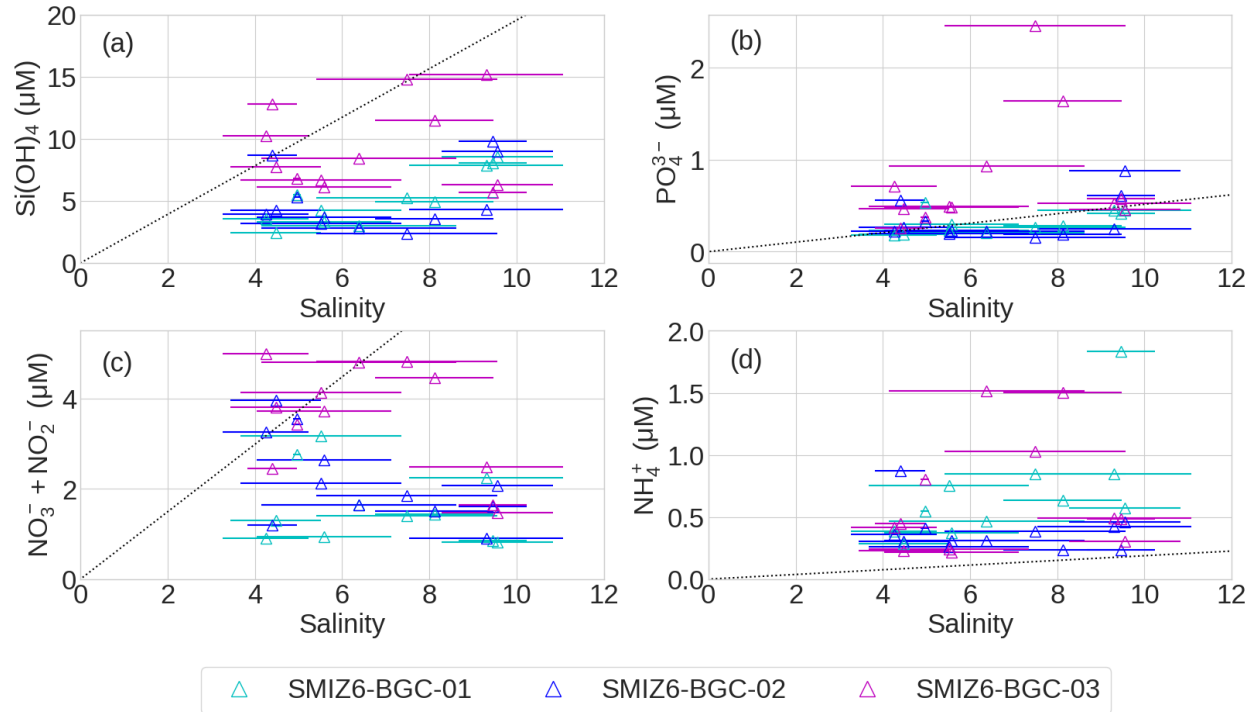 (a)
Si(OH)₄ (μM)
20
15
10
5
0
0 2 4 6 8 10 12
Salinity
(b)
PO₄³⁻ (μM)
2
1
0
0 2 4 6 8 10 12
Salinity
(c)
NO₃⁻ + NO₂⁻ (μM)
4
2
0
0 2 4 6 8 10 12
Salinity
(d)
NH₄⁺ (μM)
2.0
1.5
1.0
0.5
0.0
0 2 4 6 8 10 12
Salinity
SMIZ6-BGC-01 SMIZ6-BGC-02 SMIZ6-BGC-03